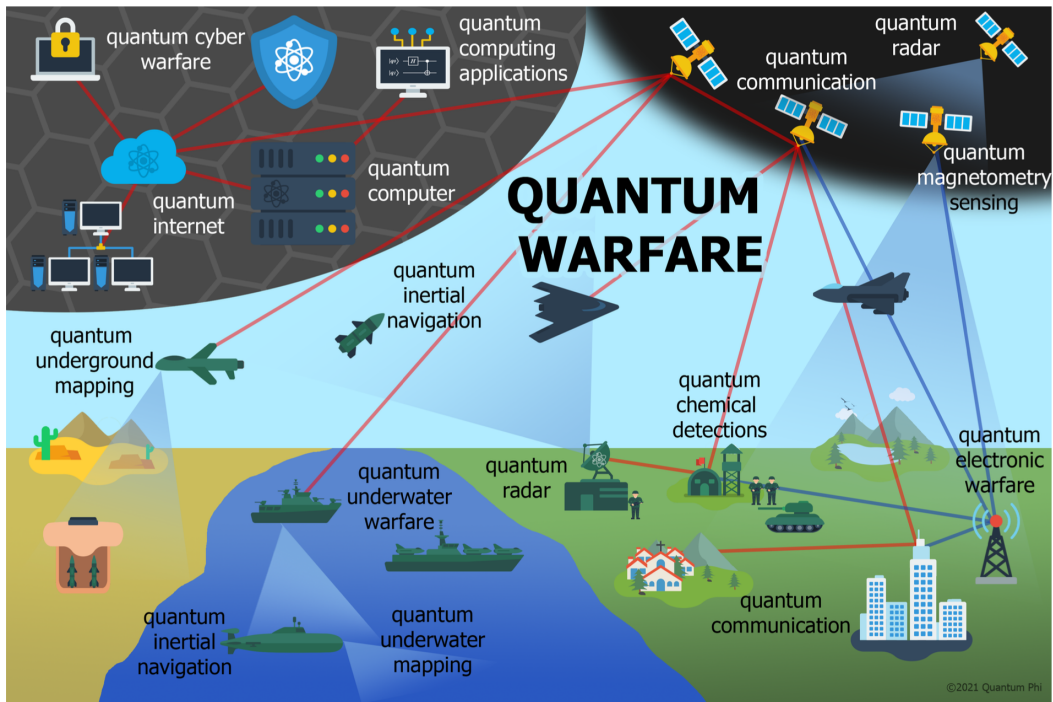 quantum cyber
warfare
quantum
computing
applications
quantum
communication
quantum
radar
quantum
magnetometry
sensing
quantum
computer
quantum
internet
QUANTUM
WARFARE
quantum
inertial
navigation
quantum
underground
mapping
quantum
chemical
detections
quantum
electronic
warfare
quantum
radar
quantum
underwater
warfare
quantum
communication
quantum
inertial
navigation
quantum
underwater
mapping
©2021 Quantum Phi